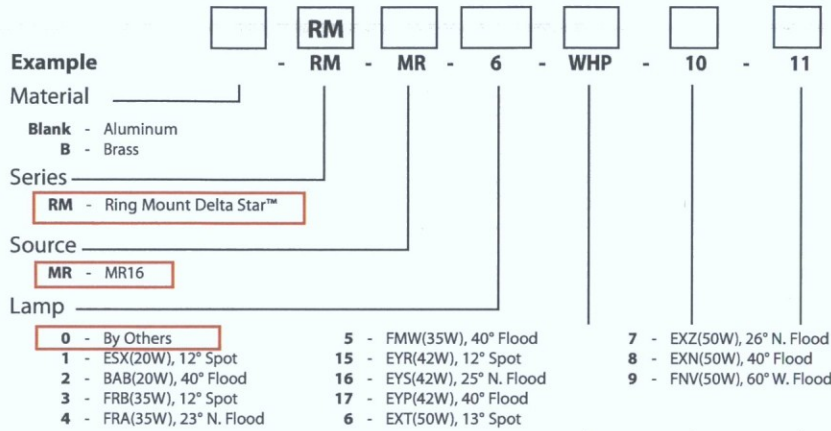 RM
Example - RM - MR - 6 - WHP - 10 - 11
Material
Blank - Aluminum
B - Brass
Series
RM - Ring Mount Delta Star™
Source
MR - MR16
Lamp
0 - By Others
1 - ESX(20W), 12° Spot
2 - BAB(20W), 40° Flood
3 - FRB(35W), 12° Spot
4 - FRA(35W), 23° N. Flood
5 - FMW(35W), 40° Flood
15 - EYR(42W), 12° Spot
16 - EYS(42W), 25° N. Flood
17 - EYP(42W), 40° Flood
6 - EXT(50W), 13° Spot
7 - EXZ(50W), 26° N. Flood
8 - EXN(50W), 40° Flood
9 - FNV(50W), 60° W. Flood